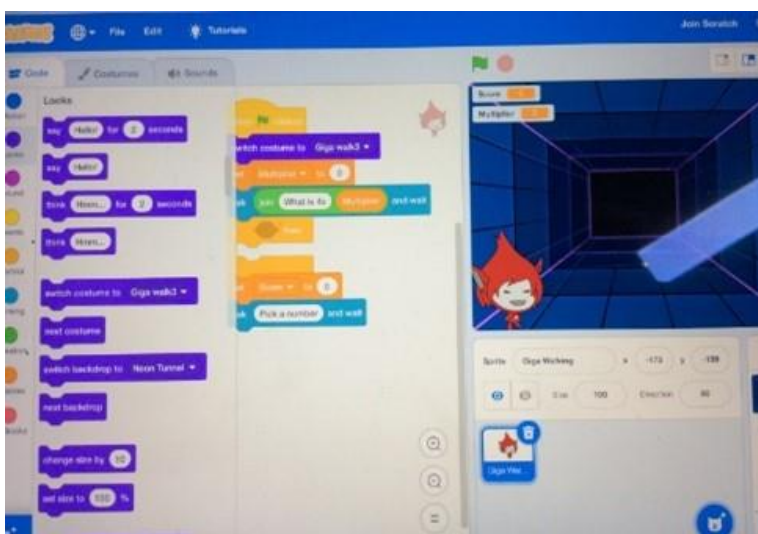 File Edit Tutorials
Join Scratch
Code Costumes Sounds
Looks
say Hello! for 2 seconds
say Hello!
think Hmm... for 2 seconds
think Hmm...
switch costume to Giga walk3
next costume
switch backdrop to Neon Tunnel
next backdrop
change size by 10
set size to 100 %
switch costume to Giga walk3
Multiplier to 0
join What is 4x Multiplier and wait
Score to 0
Pick a number and wait
Score
Multiplier
Sprite Giga Walking x -173 y
Size 100 Direction
Giga Wal...